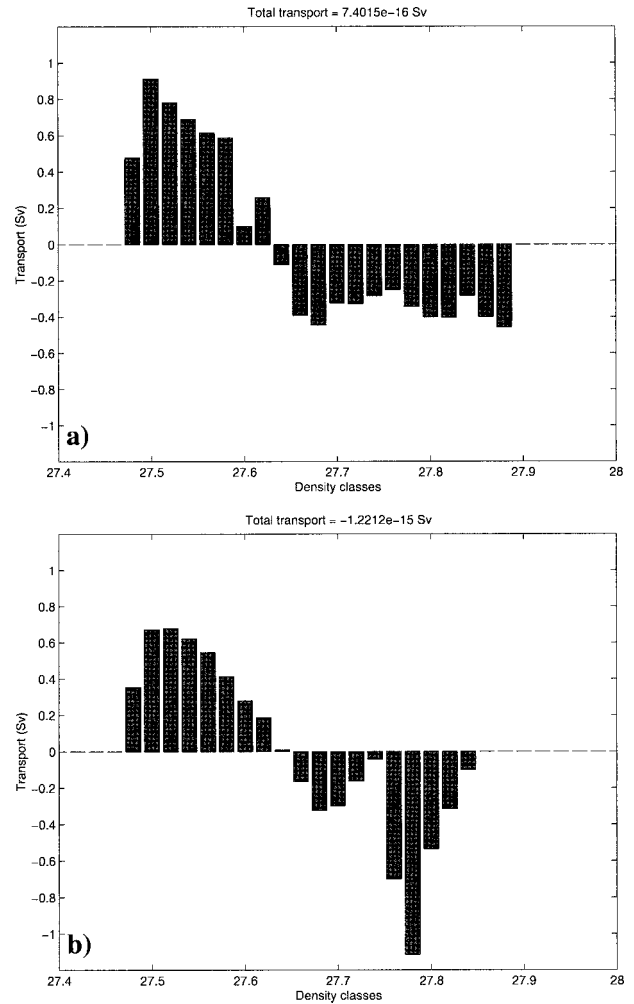 Total transport = 7.4015e−16 Sv
1
0.8
0.6
0.4
0.2
0
−0.2
−0.4
−0.6
−0.8
−1
Transport (Sv)
a)
27.4 27.5 27.6 27.7 27.8 27.9 28
Density classes
Total transport = −1.2212e−15 Sv
1
0.8
0.6
0.4
0.2
0
−0.2
−0.4
−0.6
−0.8
−1
Transport (Sv)
b)
27.4 27.5 27.6 27.7 27.8 27.9 28
Density classes